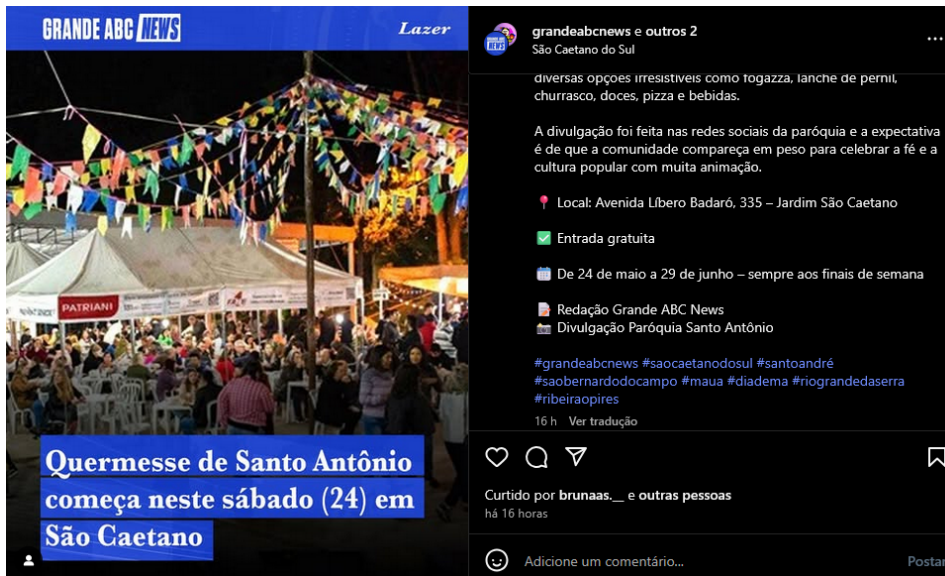 GRANDE ABC NEWS
Lazer
PATRIANI
Quermesse de Santo Antônio
começa neste sábado (24) em
São Caetano
grandeabcnews e outros 2
São Caetano do Sul
diversas opções irresistíveis como fogazza, lanche de pernil,
churrasco, doces, pizza e bebidas.
A divulgação foi feita nas redes sociais da paróquia e a expectativa
é de que a comunidade compareça em peso para celebrar a fé e a
cultura popular com muita animação.
Local: Avenida Líbero Badaró, 335 – Jardim São Caetano
Entrada gratuita
De 24 de maio a 29 de junho – sempre aos finais de semana
Redação Grande ABC News
Divulgação Paróquia Santo Antônio
#grandeabcnews #saocaetanodosul #santoandré
#saobernardodocampo #maua #diadema #riograndedaserra
#ribeiraopires
16 h Ver tradução
Curtido por brunaas.__ e outras pessoas
há 16 horas
Adicione um comentário...
Postar